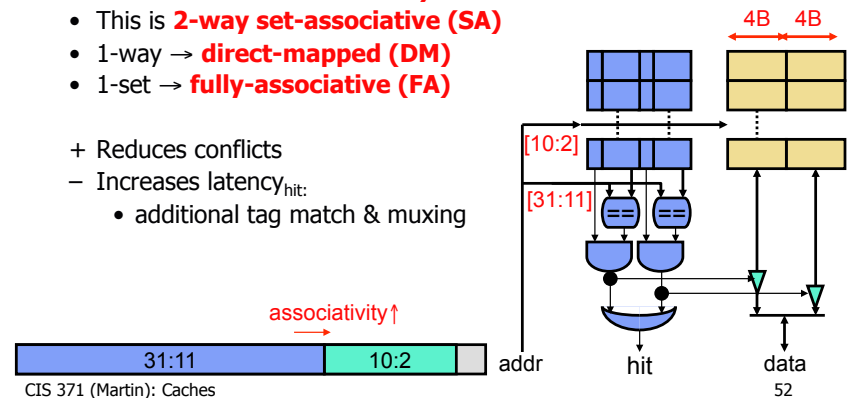 • This is 2-way set-associative (SA)
• 1-way → direct-mapped (DM)
• 1-set → fully-associative (FA)
+ Reduces conflicts
– Increases latency_hit:
• additional tag match & muxing
4B 4B
[10:2]
[31:11]
== ==
associativity↑
31:11 10:2
addr hit data
CIS 371 (Martin): Caches 52